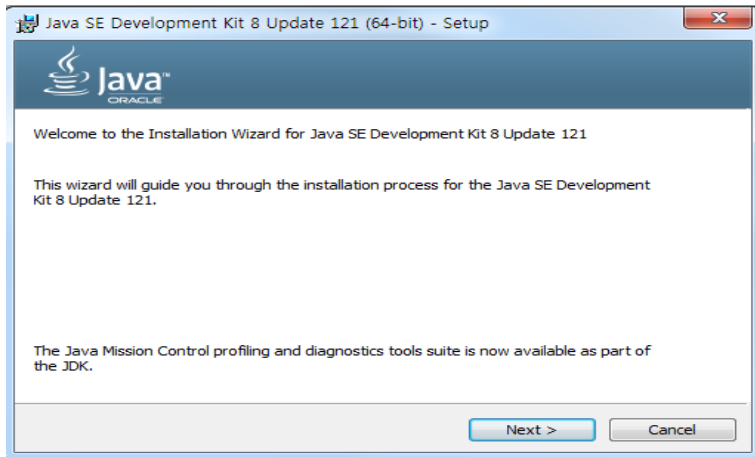 Java SE Development Kit 8 Update 121 (64-bit) - Setup
Java™
ORACLE
Welcome to the Installation Wizard for Java SE Development Kit 8 Update 121
This wizard will guide you through the installation process for the Java SE Development
Kit 8 Update 121.
The Java Mission Control profiling and diagnostics tools suite is now available as part of
the JDK.
Next > Cancel